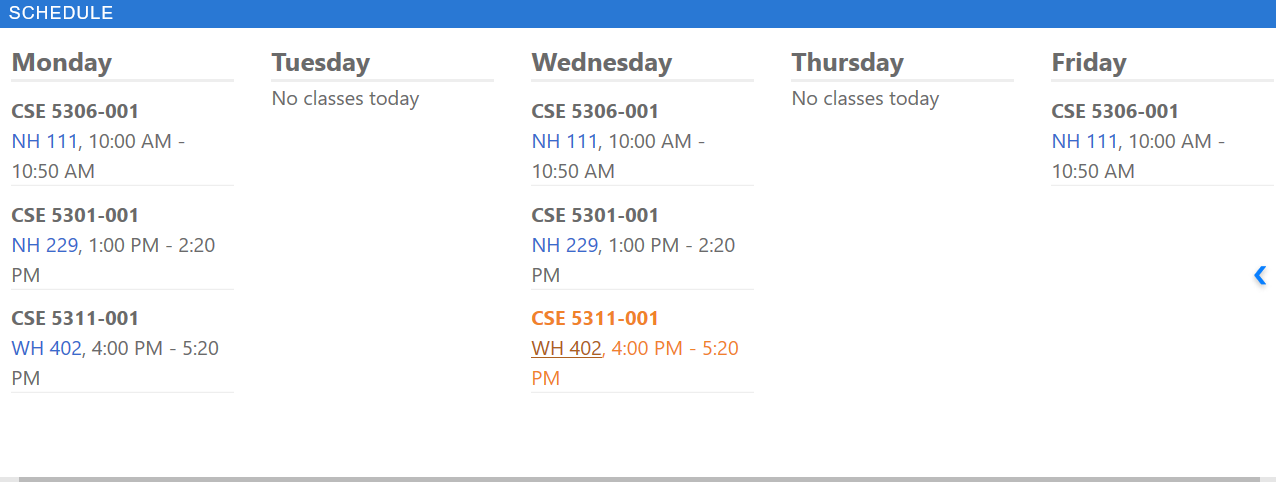 SCHEDULE
Monday
CSE 5306-001
NH 111, 10:00 AM -
10:50 AM
CSE 5301-001
NH 229, 1:00 PM - 2:20
PM
CSE 5311-001
WH 402, 4:00 PM - 5:20
PM
Tuesday
No classes today
Wednesday
CSE 5306-001
NH 111, 10:00 AM -
10:50 AM
CSE 5301-001
NH 229, 1:00 PM - 2:20
PM
CSE 5311-001
WH 402, 4:00 PM - 5:20
PM
Thursday
No classes today
Friday
CSE 5306-001
NH 111, 10:00 AM -
10:50 AM